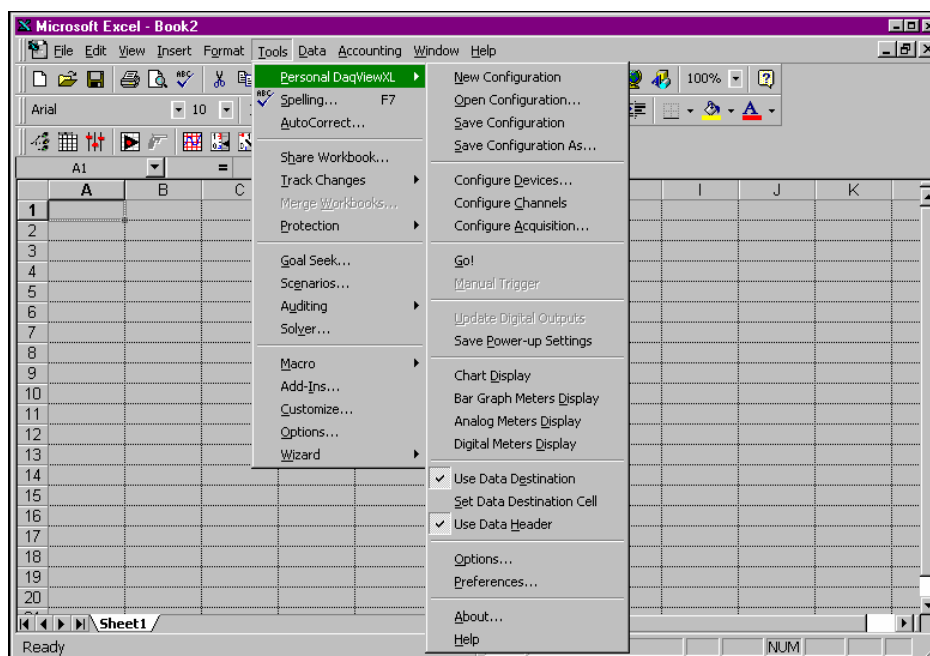 Microsoft Excel - Book2
File Edit View Insert Format Tools Data Accounting Window Help
ABC
100%
Arial
10
A
A1
=
Personal DaqViewXL
ABC Spelling... F7
AutoCorrect...
Share Workbook...
Track Changes
Merge Workbooks...
Protection
Goal Seek...
Scenarios...
Auditing
Solver...
Macro
Add-Ins...
Customize...
Options...
Wizard
New Configuration
Open Configuration...
Save Configuration
Save Configuration As...
Configure Devices...
Configure Channels
Configure Acquisition...
Go!
Manual Trigger
Update Digital Outputs
Save Power-up Settings
Chart Display
Bar Graph Meters Display
Analog Meters Display
Digital Meters Display
Use Data Destination
Set Data Destination Cell
Use Data Header
Options...
Preferences...
About...
Help
A B C I J K
1
2
3
4
5
6
7
8
9
10
11
12
13
14
15
16
17
18
19
20
Sheet1
Ready NUM